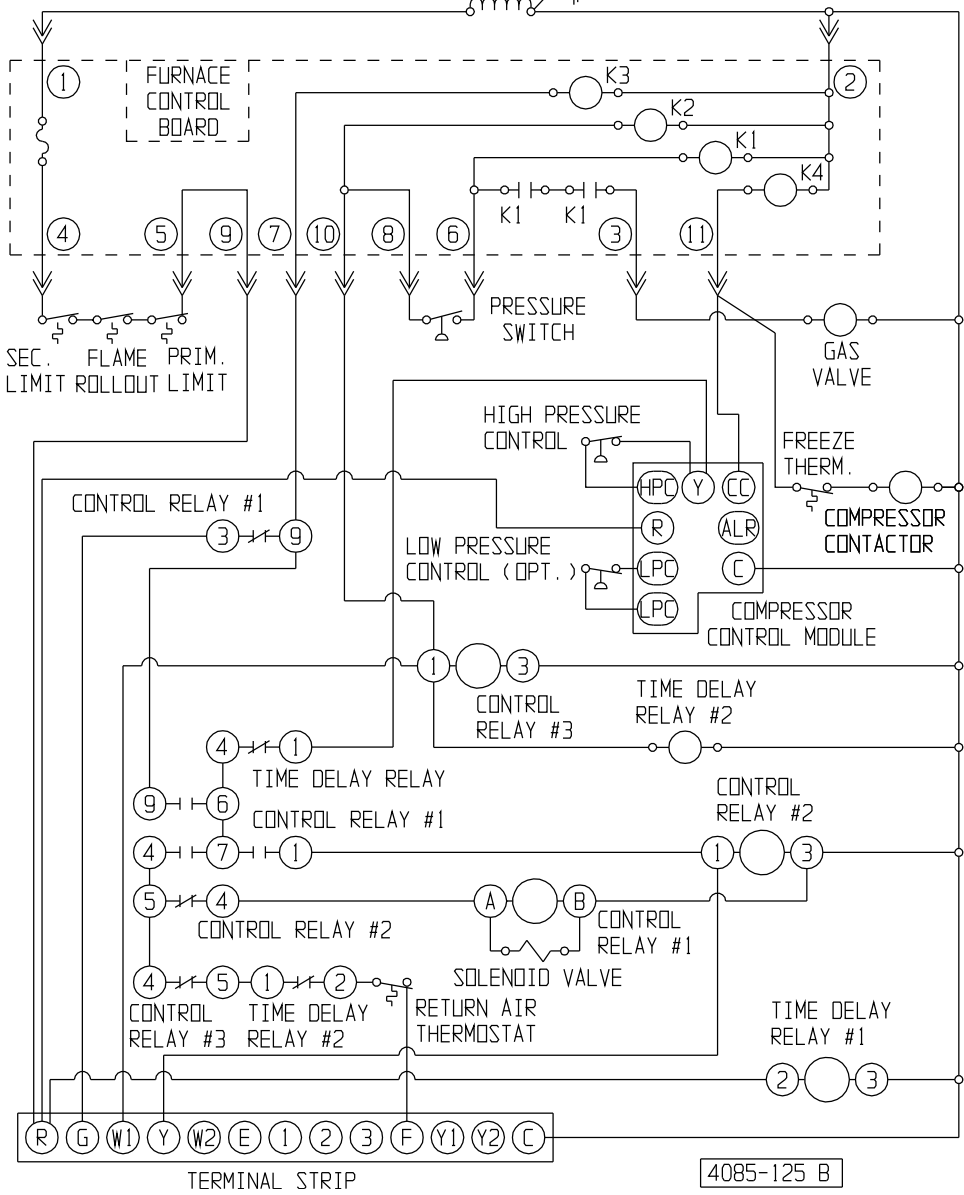 1
FURNACE
CONTROL
BOARD
K3
2
K2
K1
K4
K1 K1
4 5 9 7 10 8 6 3 11
PRESSURE
SWITCH
SEC. FLAME PRIM.
LIMIT ROLLOUT LIMIT
GAS
VALVE
HIGH PRESSURE
CONTROL
FREEZE
THERM.
HPC Y CC
CONTROL RELAY #1
3 9
R ALR
COMPRESSOR
CONTACTOR
LOW PRESSURE
CONTROL (OPT.)
LPC C
LPC
COMPRESSOR
CONTROL MODULE
1 3
CONTROL
RELAY #3
TIME DELAY
RELAY #2
4 1
TIME DELAY RELAY
9 6
CONTROL RELAY #1
CONTROL
RELAY #2
4 7 1 1 3
5 4 A B
CONTROL RELAY #2
CONTROL
RELAY #1
SOLENOID VALVE
4 5 1 2
CONTROL
RELAY #3
TIME DELAY
RELAY #2
RETURN AIR
THERMOSTAT
TIME DELAY
RELAY #1
2 3
R G W1 Y W2 E 1 2 3 F Y1 Y2 C
TERMINAL STRIP
4085-125 B